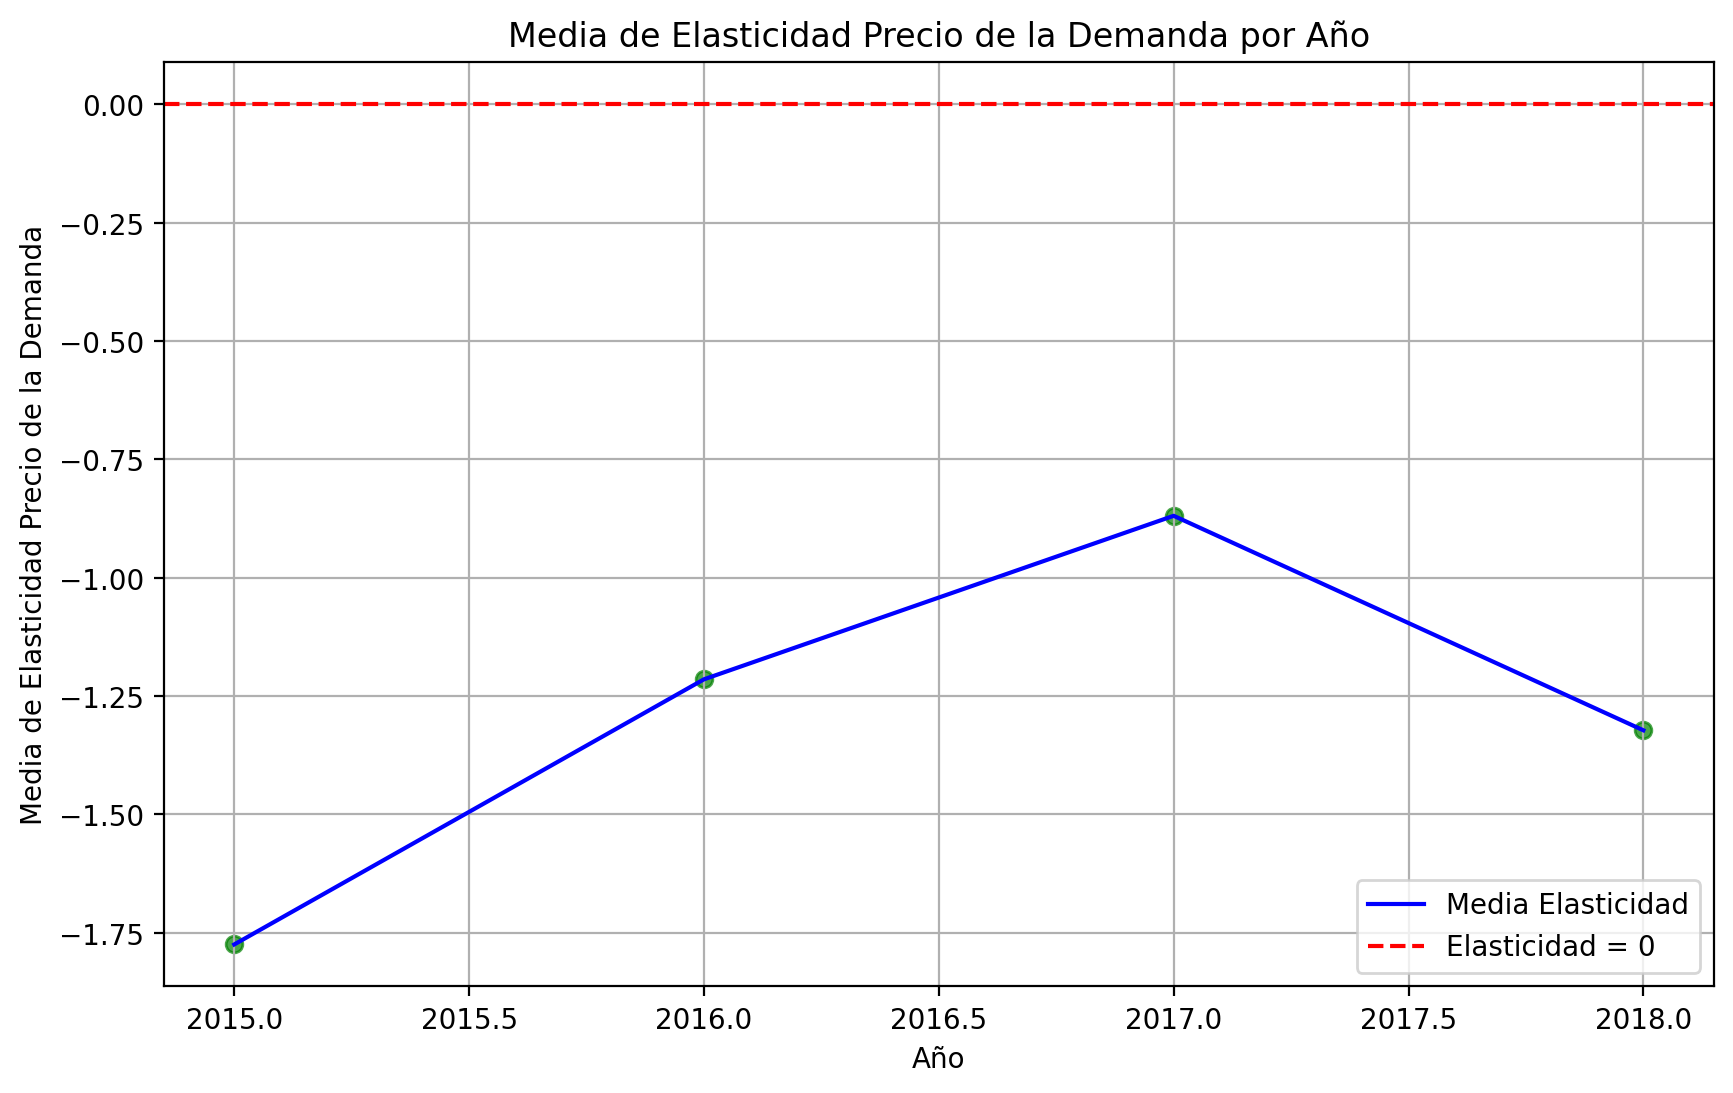 Media de Elasticidad Precio de la Demanda por Año
Media de Elasticidad Precio de la Demanda
0.00
−0.25
−0.50
−0.75
−1.00
−1.25
−1.50
−1.75
Media Elasticidad
Elasticidad = 0
2015.0 2015.5 2016.0 2016.5 2017.0 2017.5 2018.0
Año